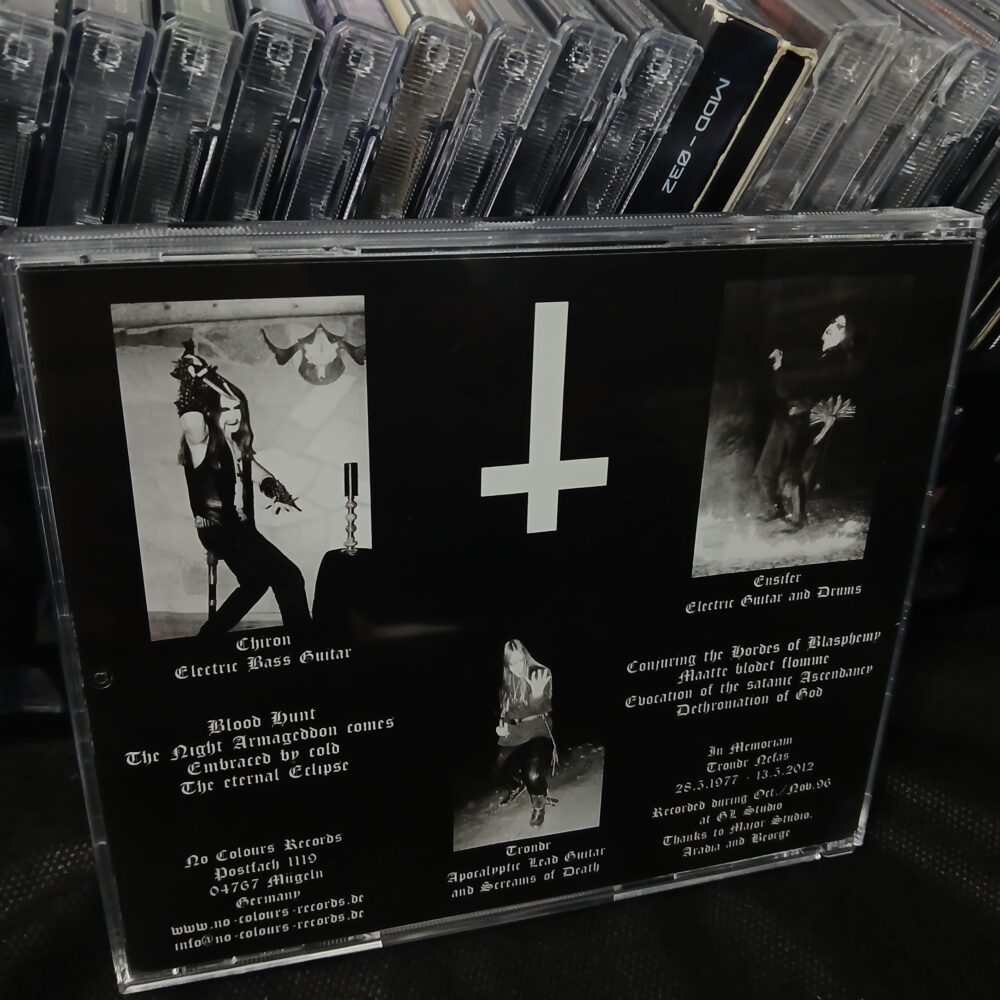 MDD - 032
Chiron
Electric Bass Guitar
Ensifer
Electric Guitar and Drums
Blood Hunt
The Night Armageddon comes
Embraced by cold
The eternal Eclipse
Conjuring the Hordes of Blasphemy
Maatte blodet flomme
Evocation of the satanic Ascendancy
Dethroniation of God
No Colours Records
Postfach 1119
04767 Mügeln
Germany
www.no-colours-records.de
info@no-colours-records.de
Trondr
Apocalyptic Lead Guitar
and Screams of Death
In Memoriam
Trondr Nefas
28.5.1977 - 13.5.2012
Recorded during Oct./Nov.96
at GL Studio
Thanks to Major Studio.
Aradia and Beorge